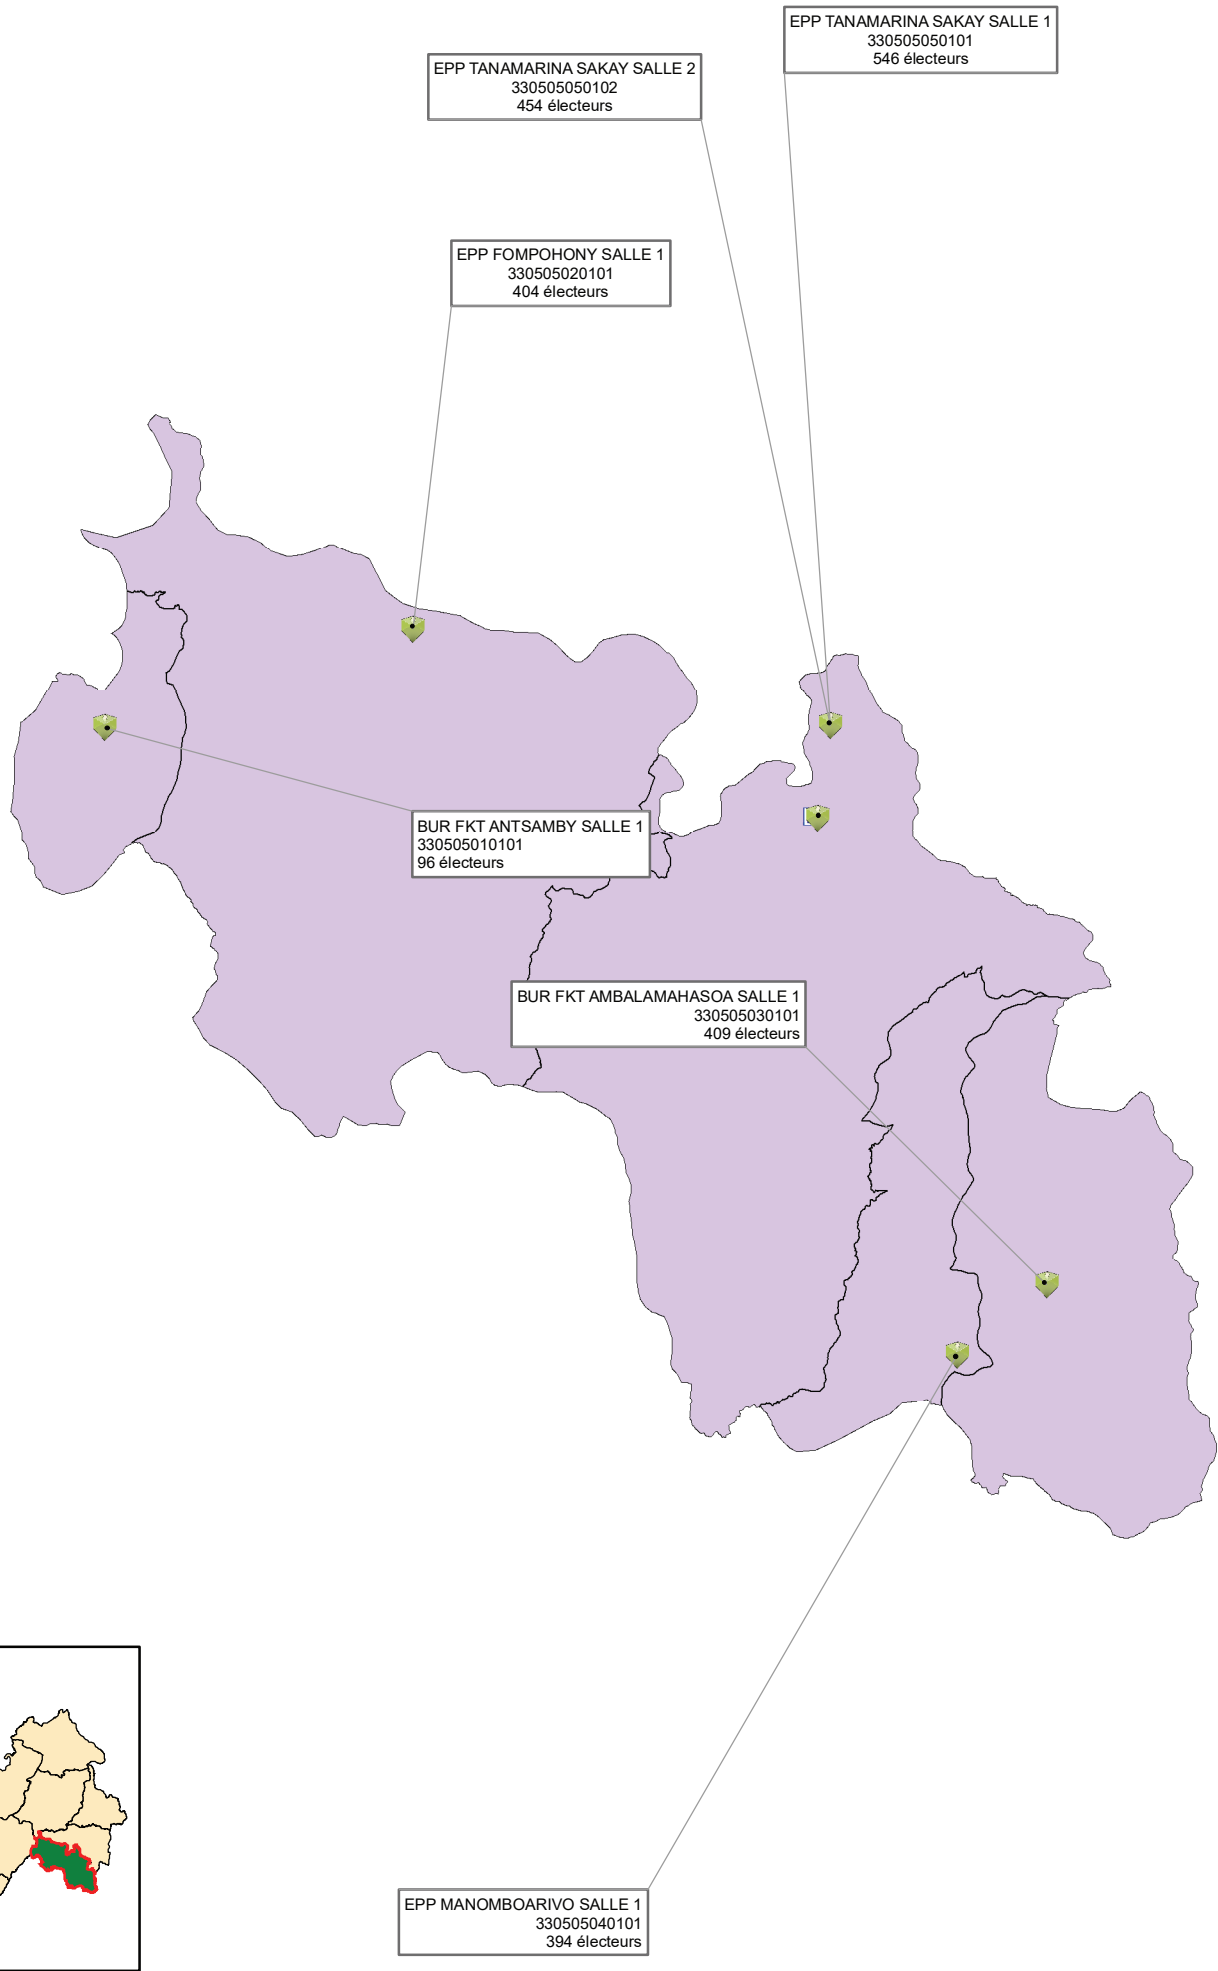 EPP TANAMARINA SAKAY SALLE 1
330505050101
546 électeurs
EPP TANAMARINA SAKAY SALLE 2
330505050102
454 électeurs
EPP FOMPOHONY SALLE 1
330505020101
404 électeurs
BUR FKT ANTSAMBY SALLE 1
330505010101
96 électeurs
BUR FKT AMBALAMAHASOA SALLE 1
330505030101
409 électeurs
EPP MANOMBOARIVO SALLE 1
330505040101
394 électeurs